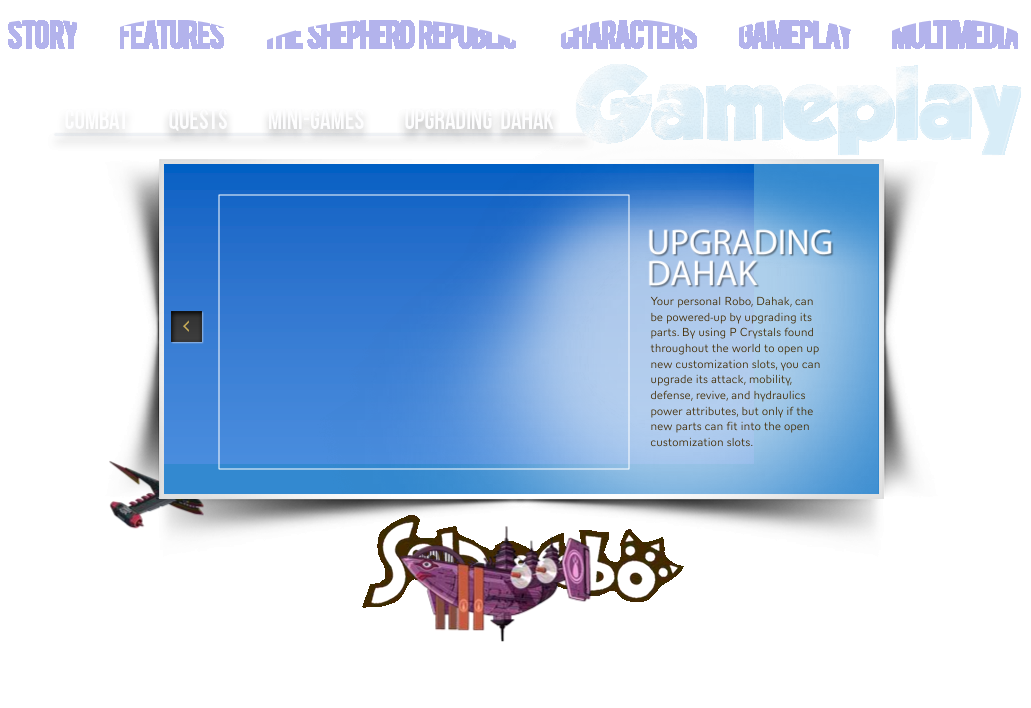 STORY FEATURES THE SHEPHERD REPUBLIC CHARACTERS GAMEPLAY MULTIMEDIA
Gameplay
COMBAT QUESTS MINI-GAMES UPGRADING DAHAK
UPGRADING
DAHAK
Your personal Robo, Dahak, can
be powered-up by upgrading its
parts. By using P Crystals found
throughout the world to open up
new customization slots, you can
upgrade its attack, mobility,
defense, revive, and hydraulics
power attributes, but only if the
new parts can fit into the open
customization slots.